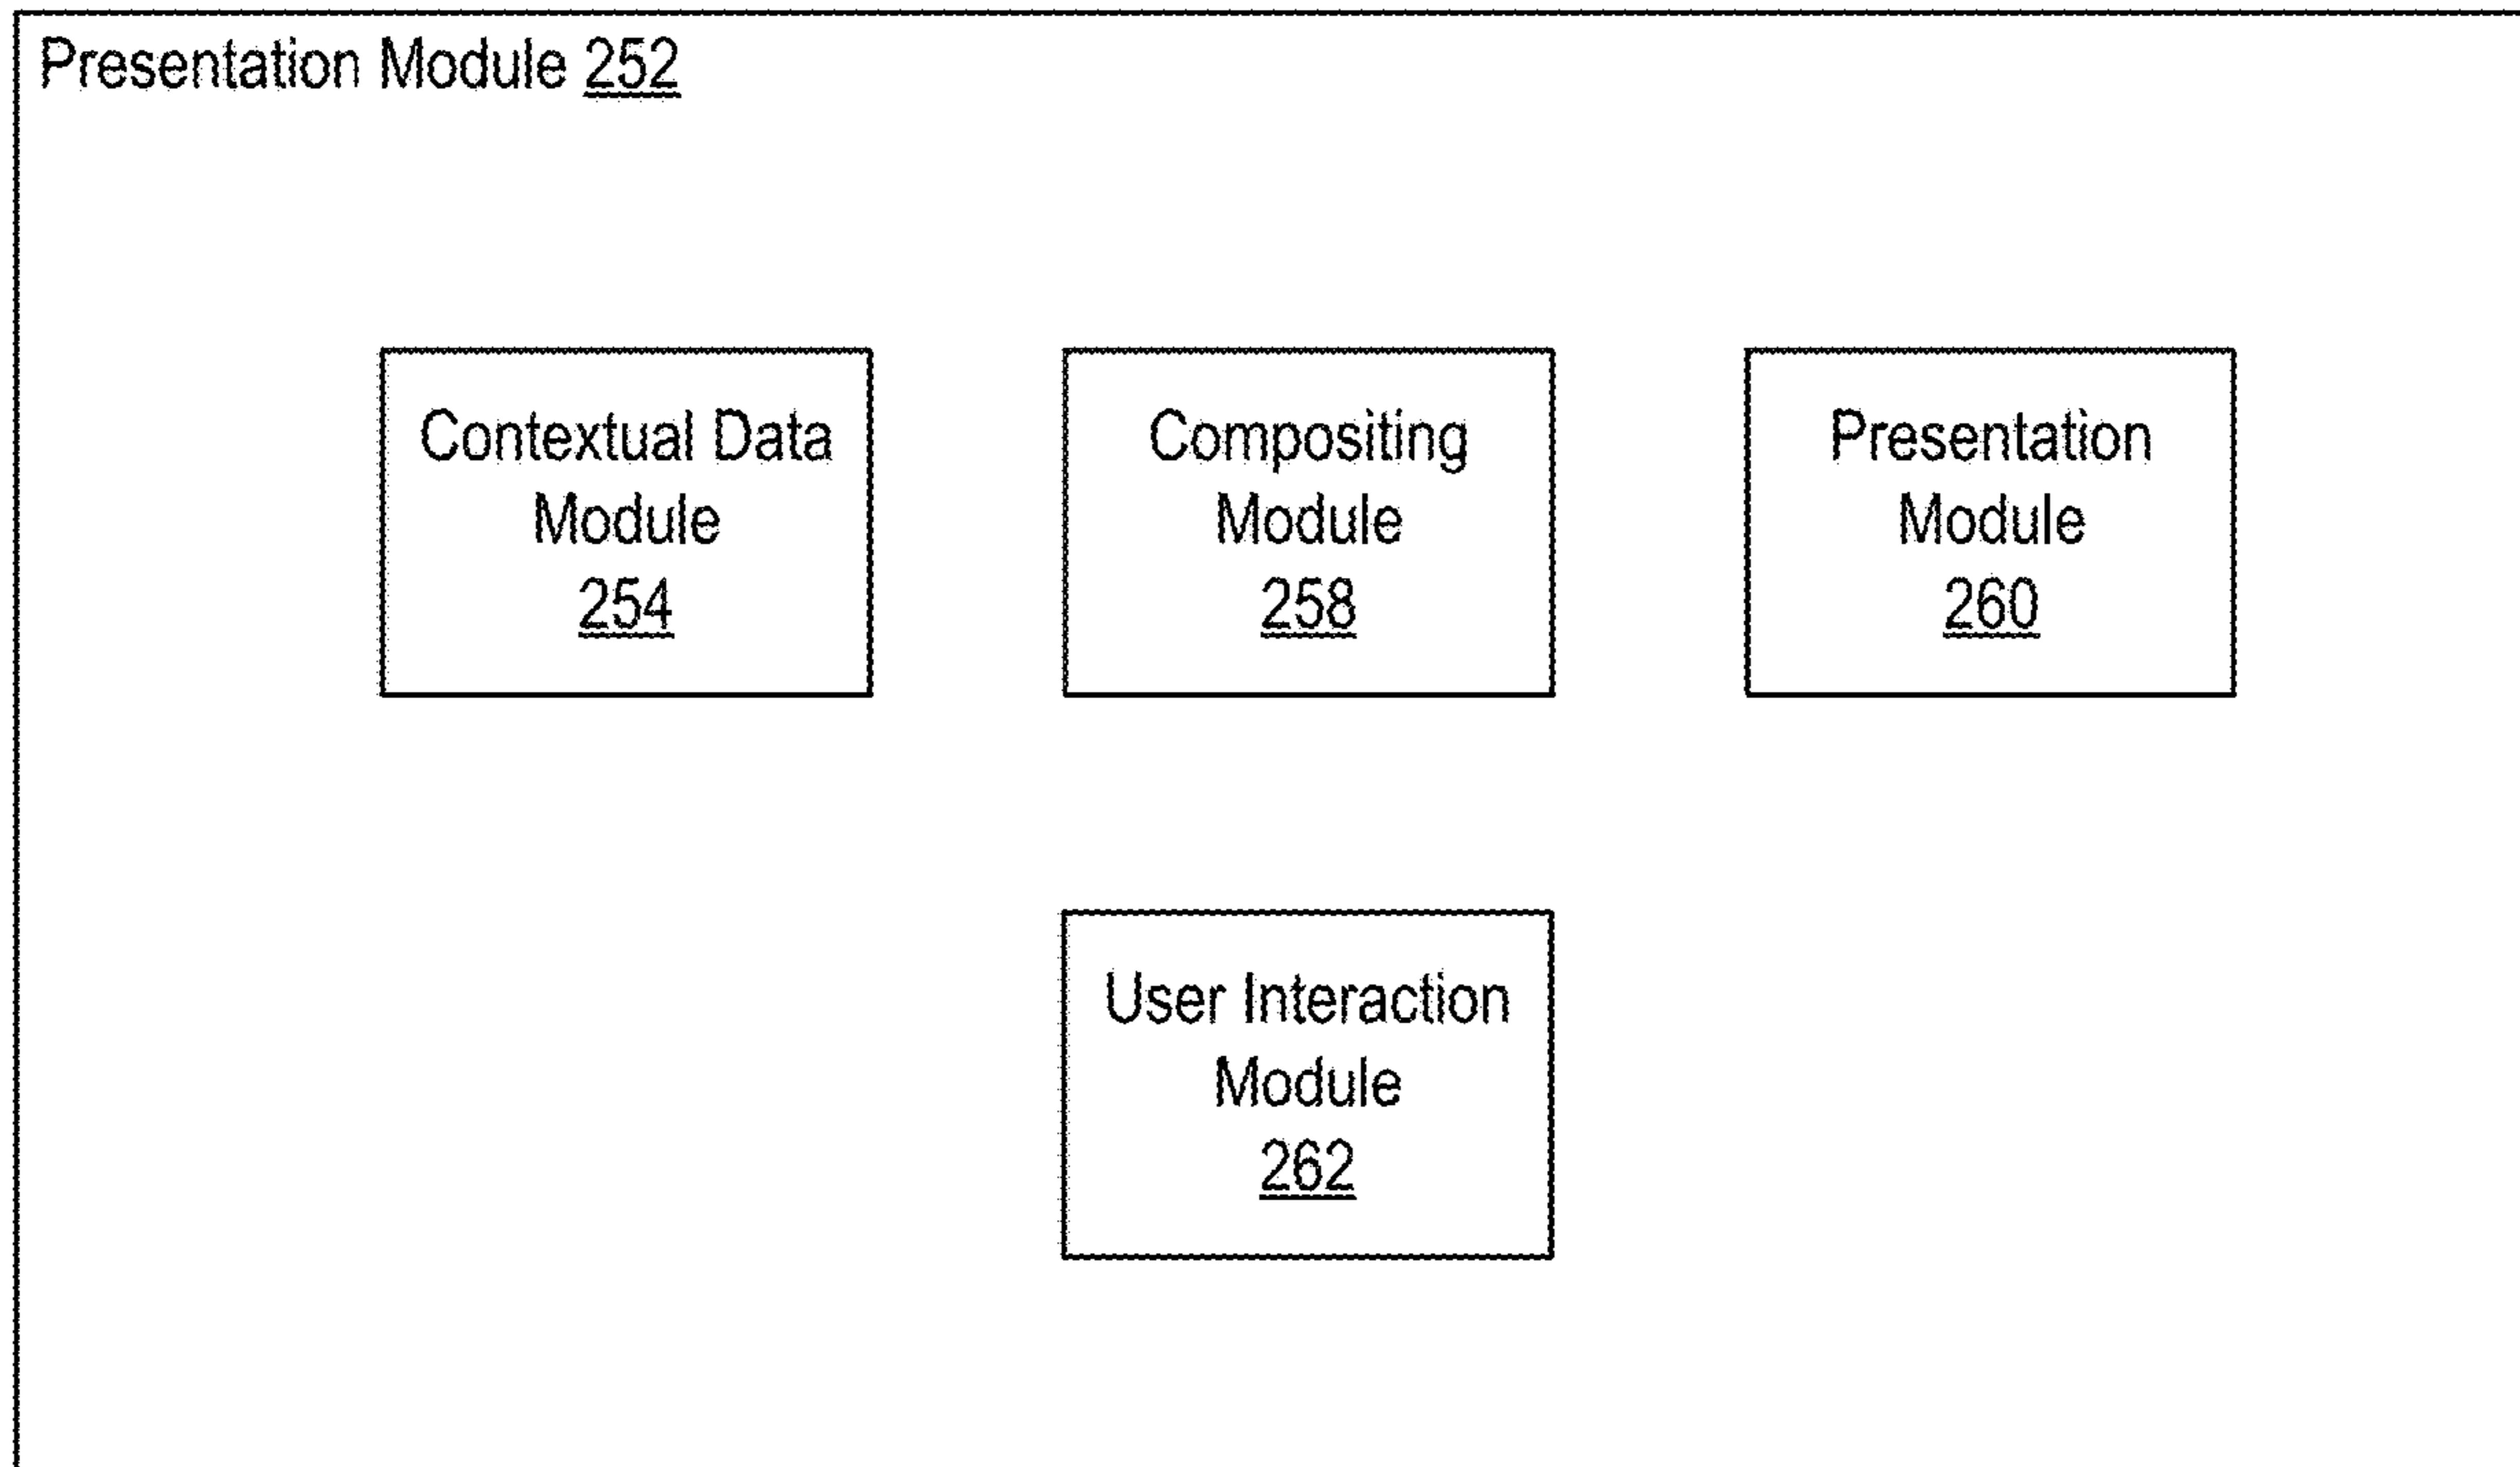 Presentation Module 252
Contextual Data
Module
254
Compositing
Module
258
Presentation
Module
260
User Interaction
Module
262